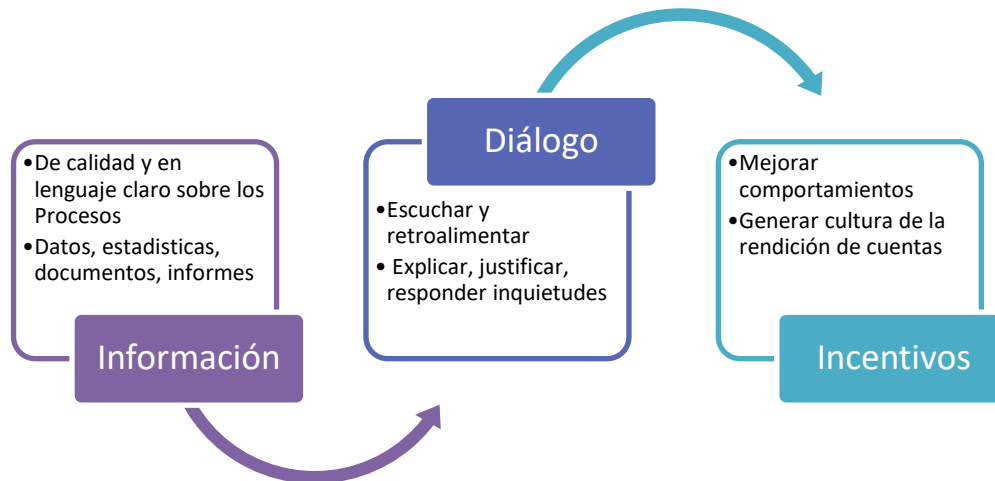 •De calidad y en
lenguaje claro sobre los
Procesos
•Datos, estadisticas,
documentos, informes
Información
Diálogo
•Escuchar y
retroalimentar
• Explicar, justificar,
responder inquietudes
•Mejorar
comportamientos
•Generar cultura de la
rendición de cuentas
Incentivos